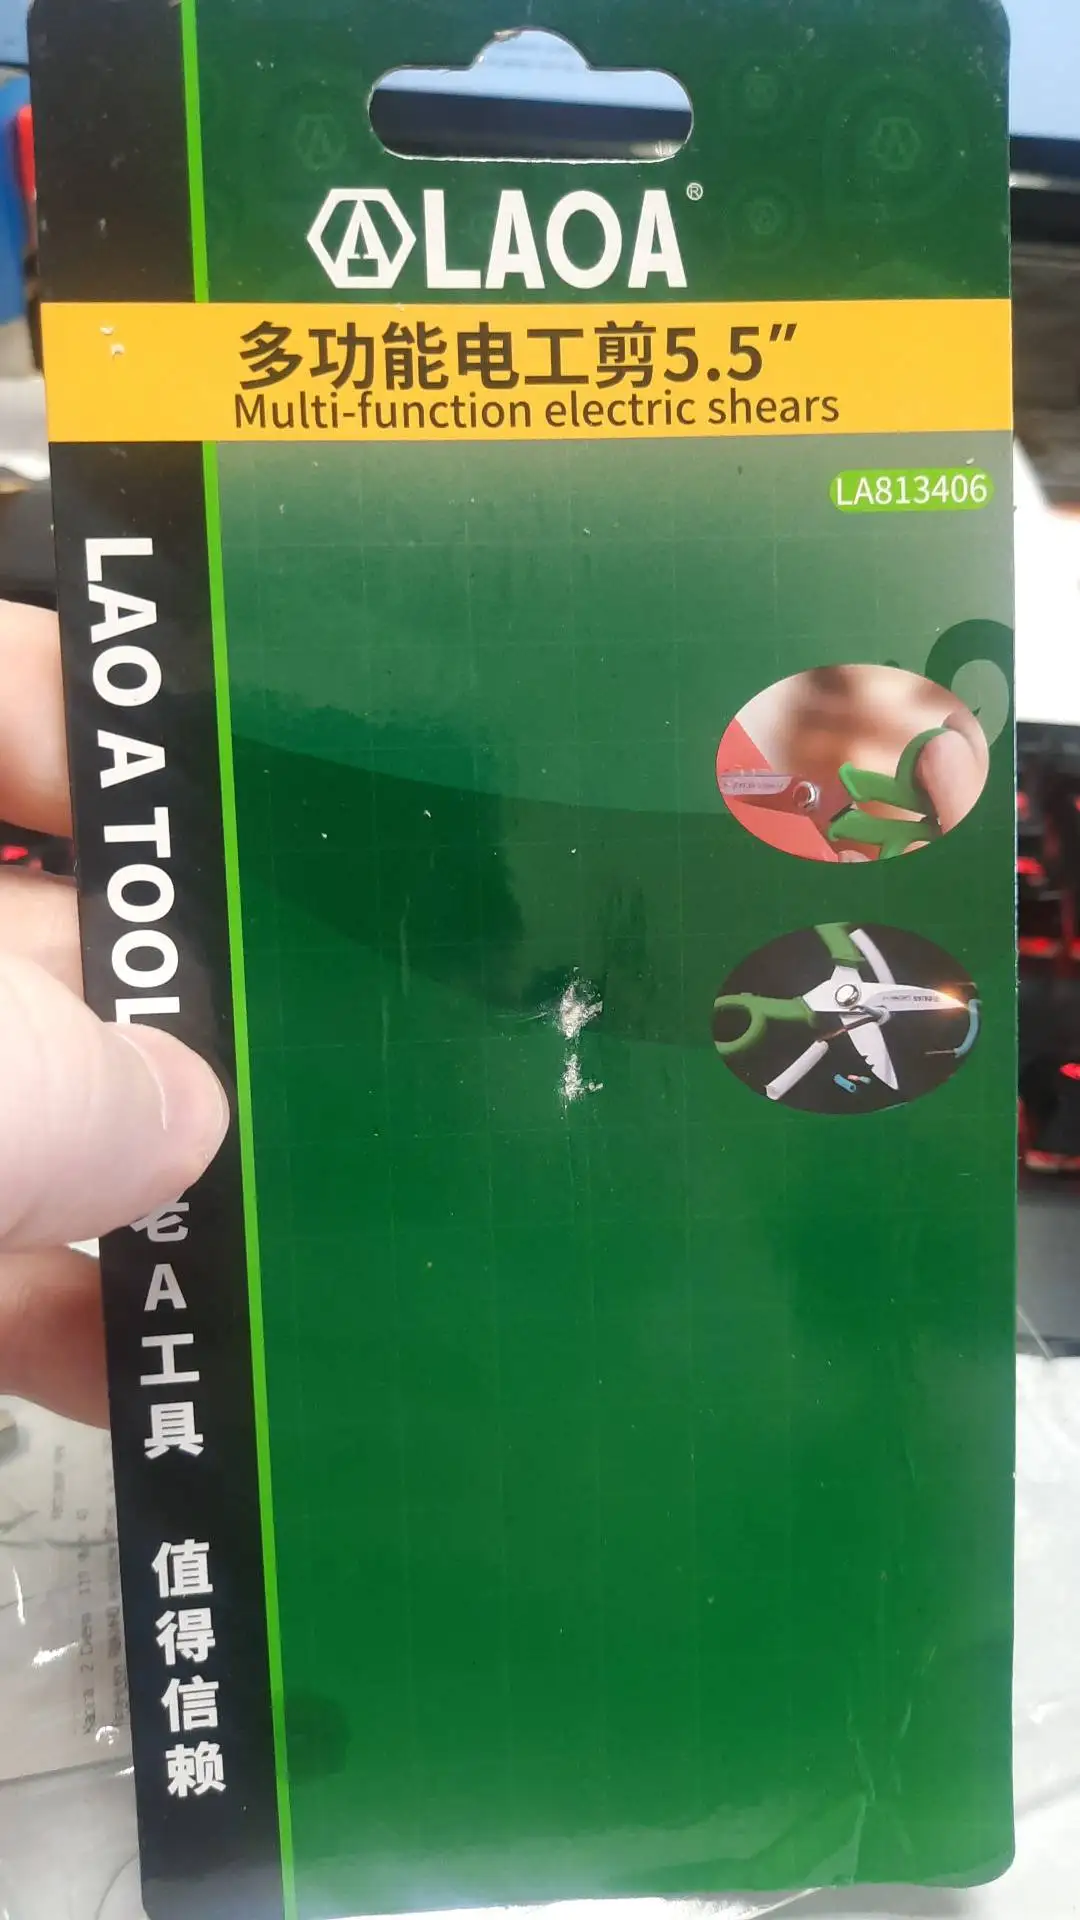 LAOA®
多功能电工剪5.5″
Multi-function electric shears
LA813406
LAO A TOOL
老A工具 值得信赖